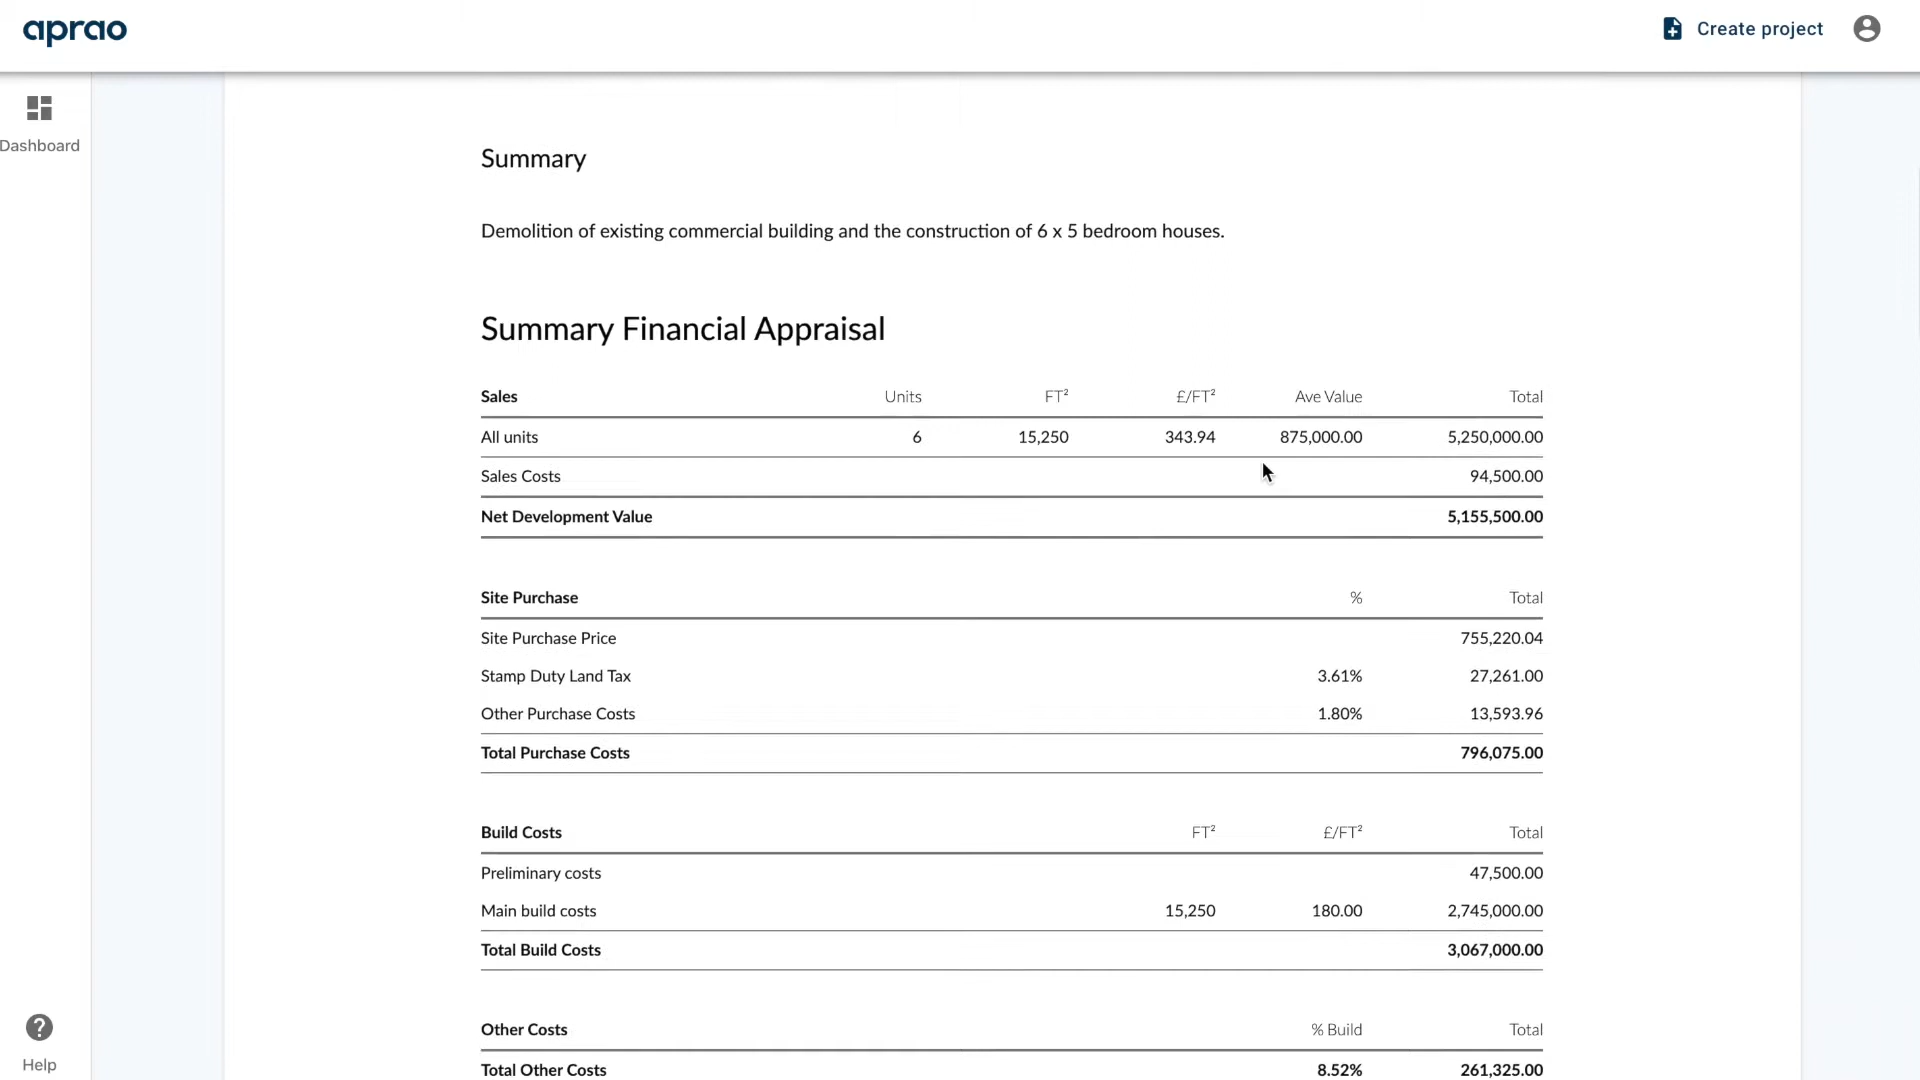 aprao
Create project
Dashboard
Summary
Demolition of existing commercial building and the construction of 6 x 5 bedroom houses.
Summary Financial Appraisal
Sales Units FT² £/FT² Ave Value Total
All units 6 15,250 343.94 875,000.00 5,250,000.00
Sales Costs 94,500.00
Net Development Value 5,155,500.00
Site Purchase % Total
Site Purchase Price 755,220.04
Stamp Duty Land Tax 3.61% 27,261.00
Other Purchase Costs 1.80% 13,593.96
Total Purchase Costs 796,075.00
Build Costs FT² £/FT² Total
Preliminary costs 47,500.00
Main build costs 15,250 180.00 2,745,000.00
Total Build Costs 3,067,000.00
Other Costs % Build Total
Total Other Costs 8.52% 261,325.00
Help